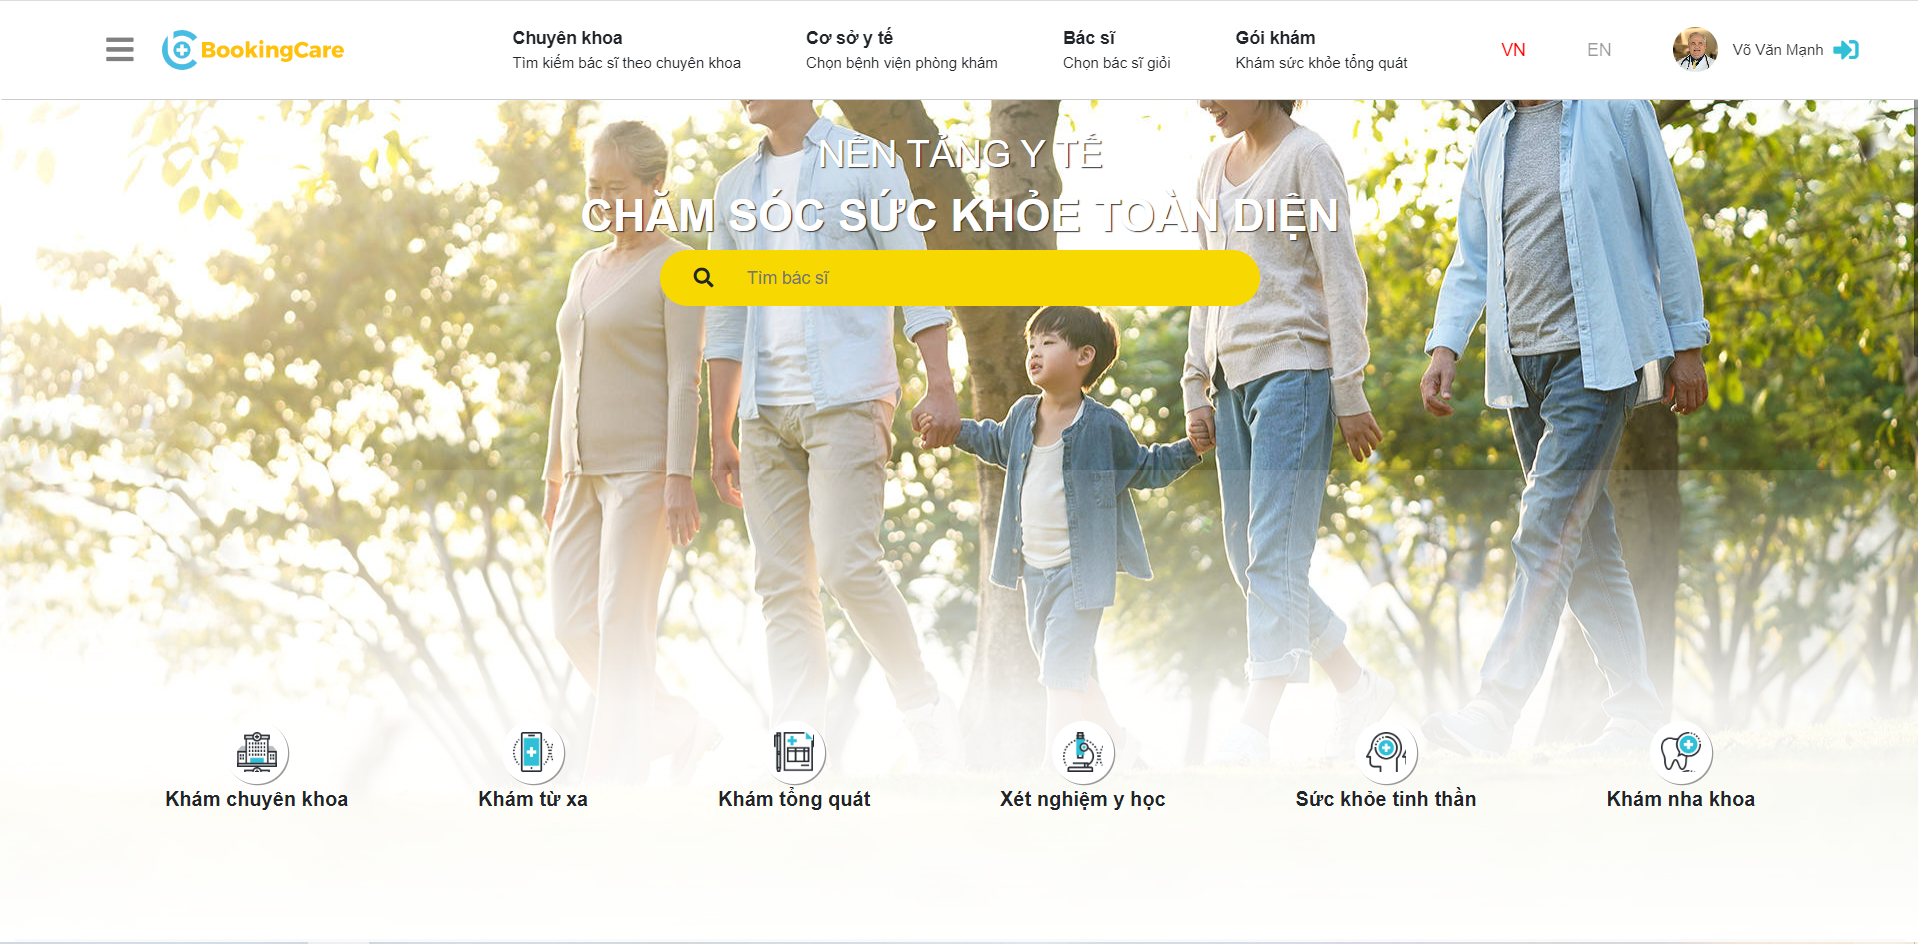 BookingCare
Chuyên khoa
Tìm kiếm bác sĩ theo chuyên khoa
Cơ sở y tế
Chọn bệnh viện phòng khám
Bác sĩ
Chọn bác sĩ giỏi
Gói khám
Khám sức khỏe tổng quát
VN
EN
Võ Văn Mạnh
NỀN TẢNG Y TẾ
CHĂM SÓC SỨC KHỎE TOÀN DIỆN
Tìm bác sĩ
Khám chuyên khoa
Khám từ xa
Khám tổng quát
Xét nghiệm y học
Sức khỏe tinh thần
Khám nha khoa